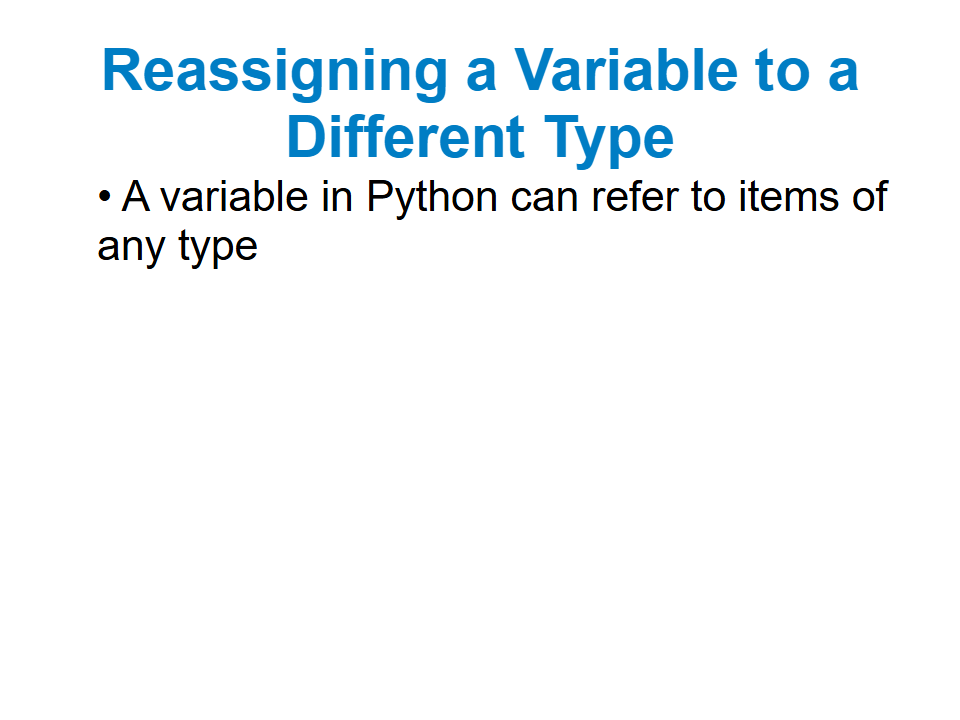 Reassigning a Variable to a
Different Type
• A variable in Python can refer to items of
any type